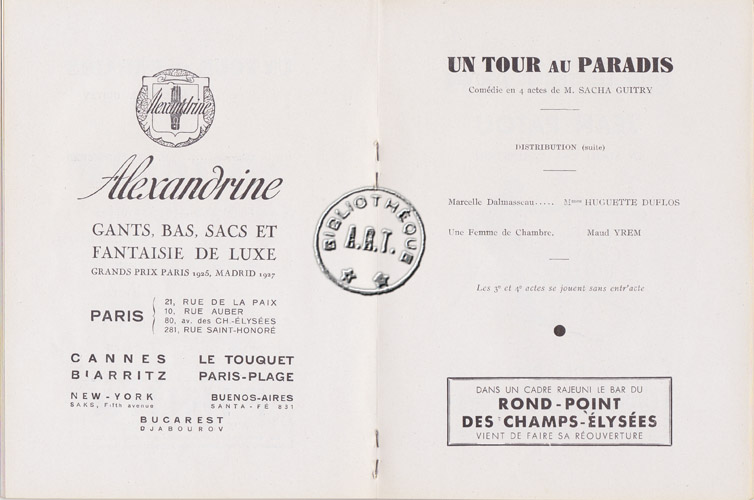 Alexandrine
Alexandrine
GANTS, BAS, SACS ET
FANTAISIE DE LUXE
GRANDS PRIX PARIS 1925, MADRID 1927
PARIS
21, RUE DE LA PAIX
10, RUE AUBER
80, av. des CH.-ÉLYSÉES
281, RUE SAINT-HONORÉ
CANNES
BIARRITZ
LE TOUQUET
PARIS-PLAGE
NEW-YORK
SAKS, Fifth avenue
BUENOS-AIRES
SANTA-FÉ 831
BUCAREST
DJABOUROV
BIBLIOTHÈQUE
A.R.T.
UN TOUR AU PARADIS
Comédie en 4 actes de M. SACHA GUITRY
DISTRIBUTION (suite)
Marcelle Dalmasseau..... Mmes HUGUETTE DUFLOS
Une Femme de Chambre. Maud YREM
Les 3e et 4e actes se jouent sans entr'acte
DANS UN CADRE RAJEUNI LE BAR DU
ROND-POINT
DES CHAMPS-ÉLYSÉES
VIENT DE FAIRE SA RÉOUVERTURE